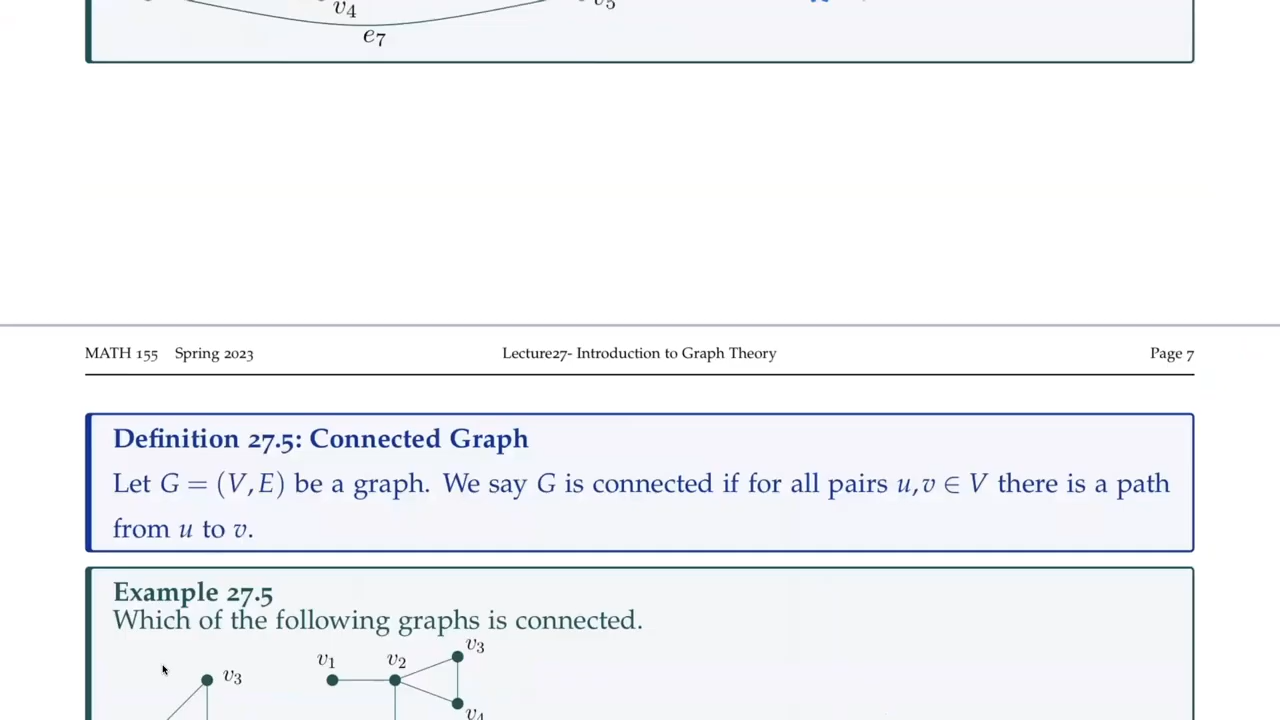 v4
v5
e7
MATH 155 Spring 2023 Lecture27- Introduction to Graph Theory Page 7
Definition 27.5: Connected Graph
Let G = (V, E) be a graph. We say G is connected if for all pairs u, v ∈ V there is a path
from u to v.
Example 27.5
Which of the following graphs is connected.
v3
v1 v2
v3
v4